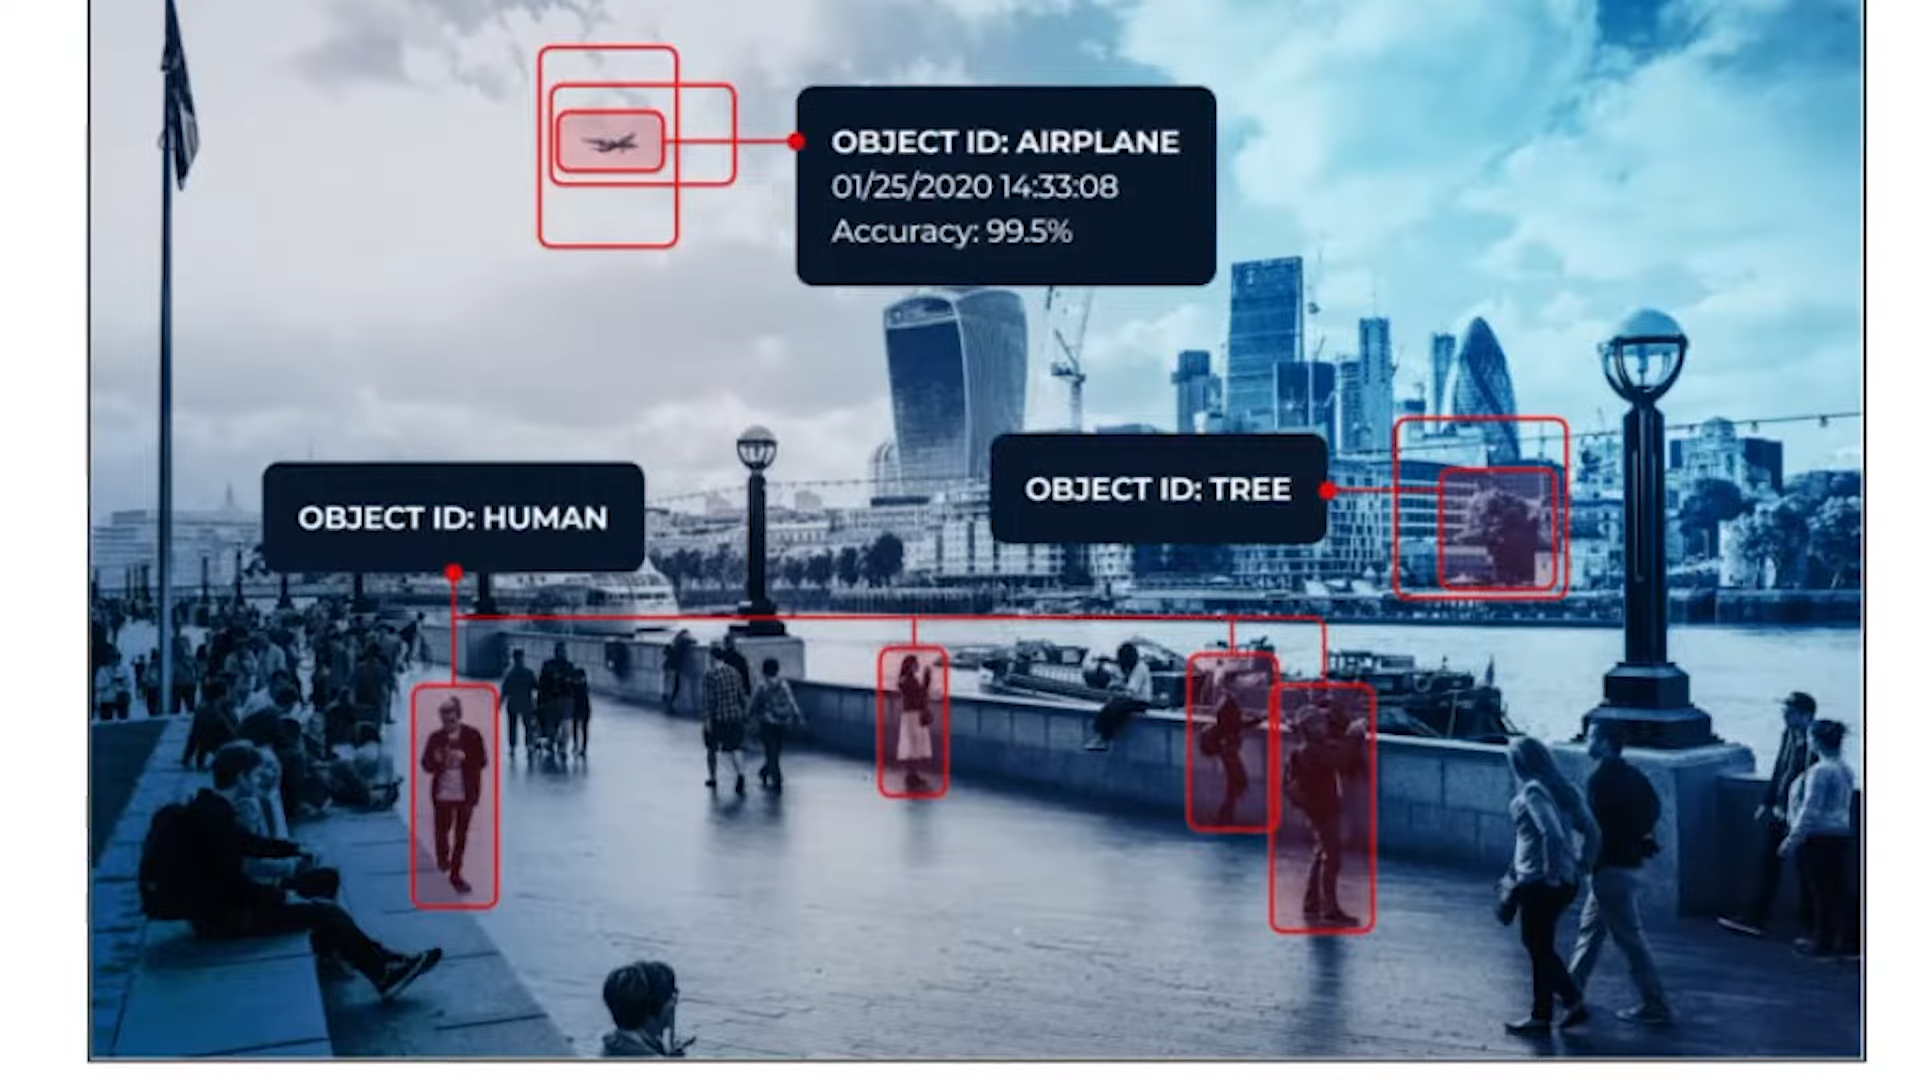 OBJECT ID: AIRPLANE
01/25/2020 14:33:08
Accuracy: 99.5%
OBJECT ID: TREE
OBJECT ID: HUMAN